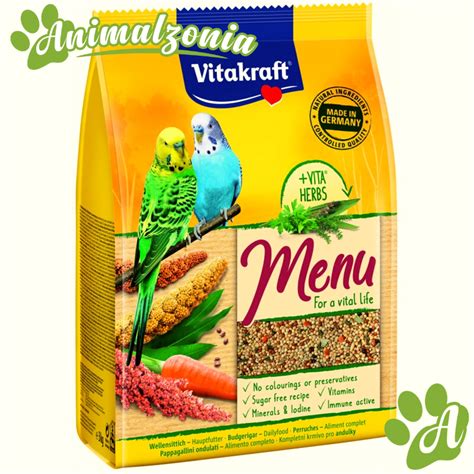 Animalzonia
Vitakraft
NATURAL INGREDIENTS
MADE IN
GERMANY
CONTROLLED QUALITY
+VITA
HERBS
Menu
For a vital life
✓ No colourings or preservatives
✓ Sugar free recipe ✓ Vitamins
✓ Minerals & Iodine ✓ Immune active
Wellensittich – Hauptfutter · Budgerigar – Dailyfood · Perruches – Aliment complet
Pappagallini ondulati – Alimento completo · Kompletní krmivo pro andulky
A